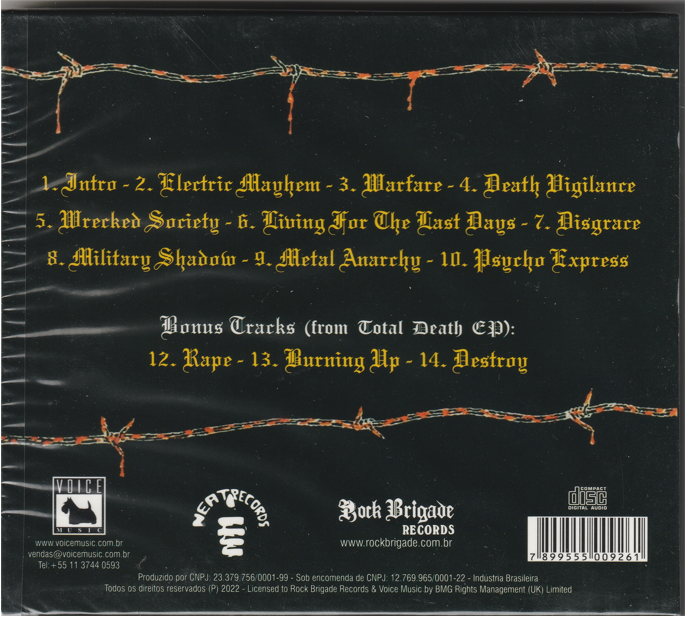 1. Intro - 2. Electric Mayhem - 3. Warfare - 4. Death Vigilance
5. Wrecked Society - 6. Living For The Last Days - 7. Disgrace
8. Military Shadow - 9. Metal Anarchy - 10. Psycho Express
Bonus Tracks (from Total Death EP):
12. Rape - 13. Burning Up - 14. Destroy
VOICE
MUSIC
www.voicemusic.com.br
vendas@voicemusic.com.br
Tel: +55 11 3744 0593
NEAT RECORDS
Rock Brigade
RECORDS
www.rockbrigade.com.br
COMPACT
disc
DIGITAL AUDIO
7 899555 009261
Produzido por CNPJ: 23.379.756/0001-99 - Sob encomenda de CNPJ: 12.769.965/0001-22 - Industria Brasileira
Todos os direitos reservados (P) 2022 - Licensed to Rock Brigade Records & Voice Music by BMG Rights Management (UK) Limited